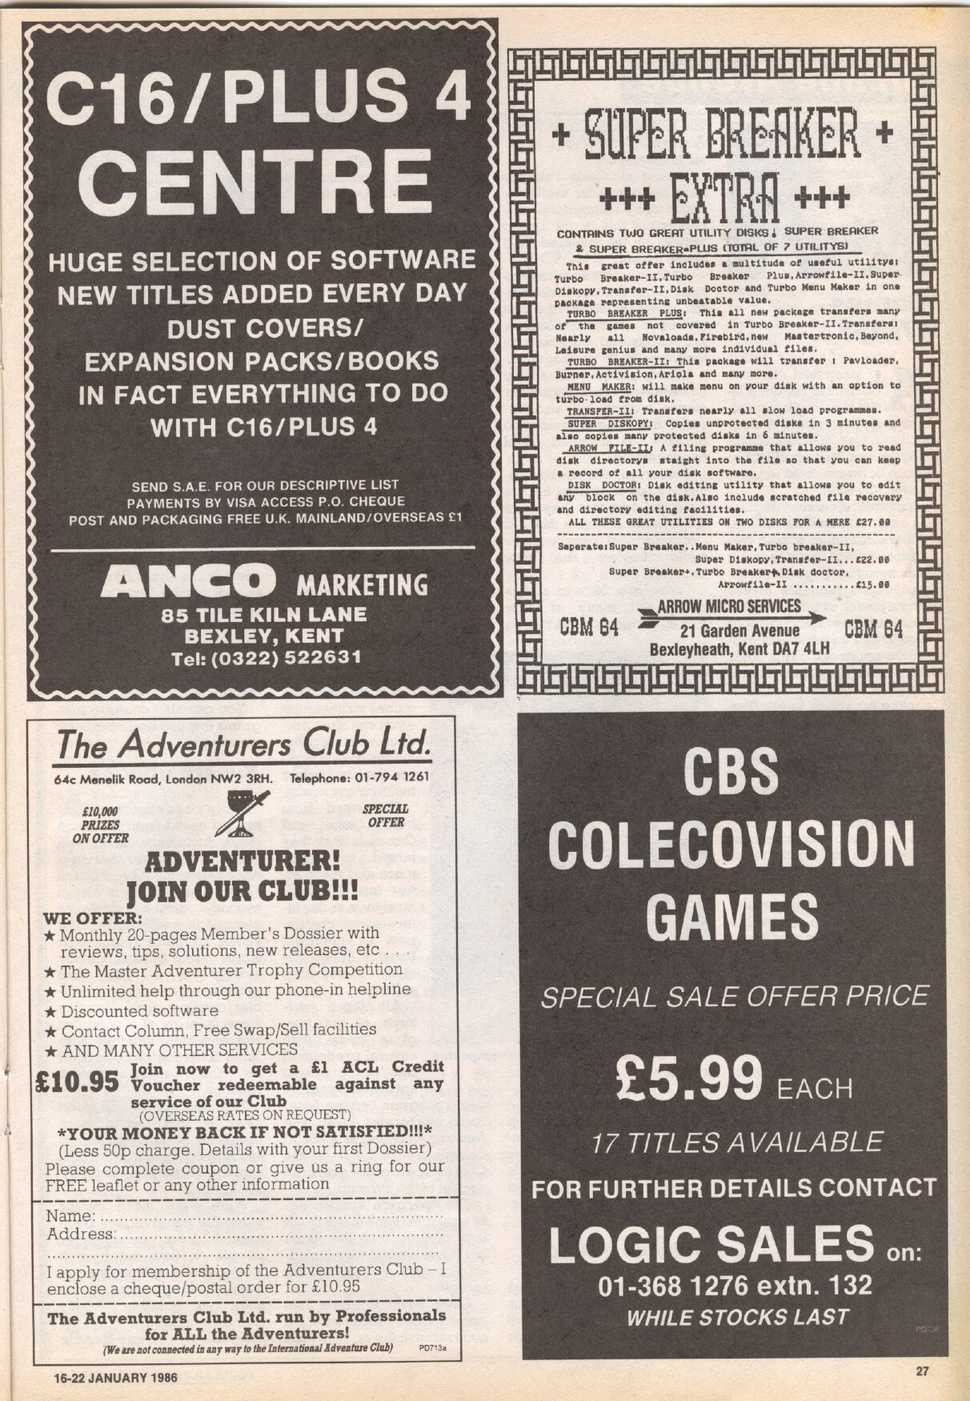 C16/PLUS 4
CENTRE
HUGE SELECTION OF SOFTWARE
NEW TITLES ADDED EVERY DAY
DUST COVERS/
EXPANSION PACKS/BOOKS
IN FACT EVERYTHING TO DO
WITH C16/PLUS 4
SEND S.A.E. FOR OUR DESCRIPTIVE LIST
PAYMENTS BY VISA ACCESS P.O. CHEQUE
POST AND PACKAGING FREE U.K. MAINLAND/OVERSEAS £1
ANCO MARKETING
85 TILE KILN LANE
BEXLEY, KENT
Tel: (0322) 522631
+ SUPER BREAKER +
+++ EXTRA +++
CONTAINS TWO GREAT UTILITY DISKS; SUPER BREAKER
& SUPER BREAKER+PLUS (TOTAL OF 7 UTILITYS)
This great offer includes a multitude of useful utilitys:
Turbo Breaker-II,Turbo Breaker Plus,Arrowfile-II,Super
Diskopy,Transfer-II,Disk Doctor and Turbo Menu Maker in one
package representing unbeatable value.
TURBO BREAKER PLUS: This all new package transfers many
of the games not covered in Turbo Breaker-II.Transfers:
Nearly all Novaloads,Firebird,new Mastertronic,Beyond,
Leisure genius and many more individual files.
TURBO BREAKER-II: This package will transfer : Pavloader,
Burner,Activision,Ariola and many more.
MENU MAKER: will make menu on your disk with an option to
turbo load from disk.
TRANSFER-II: Transfers nearly all slow load programmes.
SUPER DISKOPY: Copies unprotected disks in 3 minutes and
also copies many protected disks in 6 minutes.
ARROW FILE-II: A filing programme that allows you to read
disk directorys staight into the file so that you can keep
a record of all your disk software.
DISK DOCTOR: Disk editing utility that allows you to edit
any block on the disk.Also include scratched file recovery
and directory editing facilities.
ALL THESE GREAT UTILITIES ON TWO DISKS FOR A MERE £27.00
Seperate:Super Breaker..Menu Maker,Turbo breaker-II,
Super Diskopy,Transfer-II...£22.00
Super Breaker+,Turbo Breaker+,Disk doctor,
Arrowfile-II ...........£15.00
CBM 64
ARROW MICRO SERVICES
21 Garden Avenue
Bexleyheath, Kent DA7 4LH
CBM 64
The Adventurers Club Ltd.
64c Menelik Road, London NW2 3RH. Telephone: 01-794 1261
£10,000
PRIZES
ON OFFER
SPECIAL
OFFER
ADVENTURER!
JOIN OUR CLUB!!!
WE OFFER:
★ Monthly 20-pages Member's Dossier with
reviews, tips, solutions, new releases, etc . . .
★ The Master Adventurer Trophy Competition
★ Unlimited help through our phone-in helpline
★ Discounted software
★ Contact Column, Free Swap/Sell facilities
★ AND MANY OTHER SERVICES
£10.95 Join now to get a £1 ACL Credit
Voucher redeemable against any
service of our Club
(OVERSEAS RATES ON REQUEST)
*YOUR MONEY BACK IF NOT SATISFIED!!!*
(Less 50p charge. Details with your first Dossier)
Please complete coupon or give us a ring for our
FREE leaflet or any other information
Name: ..........
Address: ..........
I apply for membership of the Adventurers Club – I
enclose a cheque/postal order for £10.95
The Adventurers Club Ltd. run by Professionals
for ALL the Adventurers!
(We are not connected in any way to the International Adventure Club) PD713a
CBS
COLECOVISION
GAMES
SPECIAL SALE OFFER PRICE
£5.99 EACH
17 TITLES AVAILABLE
FOR FURTHER DETAILS CONTACT
LOGIC SALES on:
01-368 1276 extn. 132
WHILE STOCKS LAST
16-22 JANUARY 1986
27